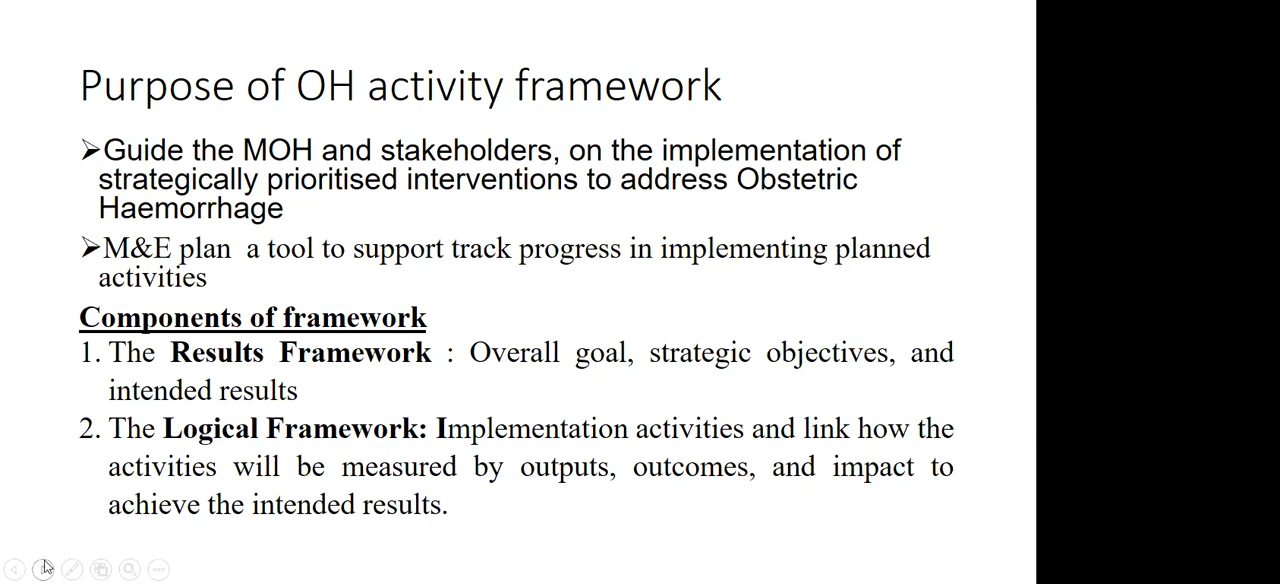 Purpose of OH activity framework
➢Guide the MOH and stakeholders, on the implementation of
strategically prioritised interventions to address Obstetric
Haemorrhage
➢M&E plan  a tool to support track progress in implementing planned
activities
Components of framework
1. The Results Framework : Overall goal, strategic objectives, and
intended results
2. The Logical Framework: Implementation activities and link how the
activities will be measured by outputs, outcomes, and impact to
achieve the intended results.